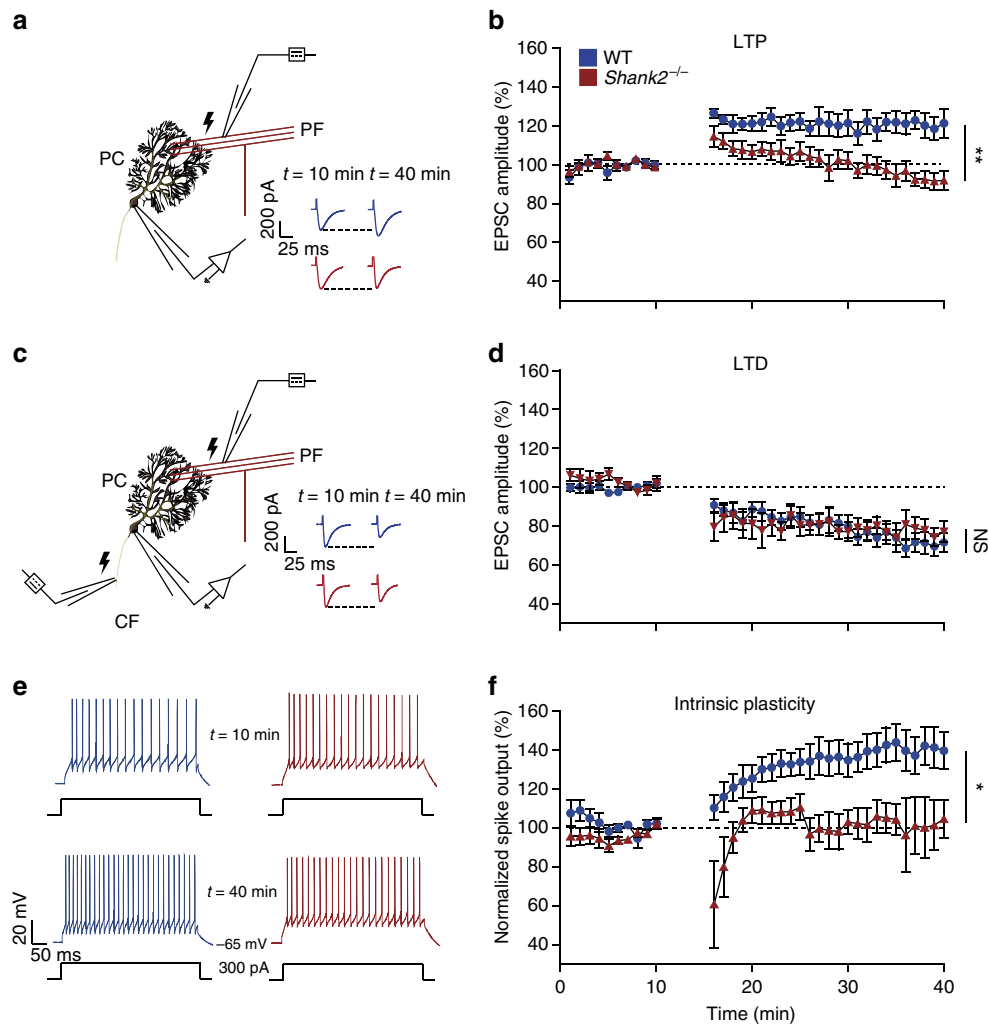 a
PC
PF
t = 10 min t = 40 min
200 pA
25 ms
b
LTP
WT
Shank2−/−
EPSC amplitude (%)
160
140
120
100
80
60
40
**
c
PC
PF
CF
t = 10 min t = 40 min
200 pA
25 ms
d
LTD
EPSC amplitude (%)
160
140
120
100
80
60
40
NS
e
t = 10 min
t = 40 min
20 mV
50 ms
−65 mV
300 pA
f
Intrinsic plasticity
Normalized spike output (%)
160
140
120
100
80
60
40
*
0 10 20 30 40
Time (min)